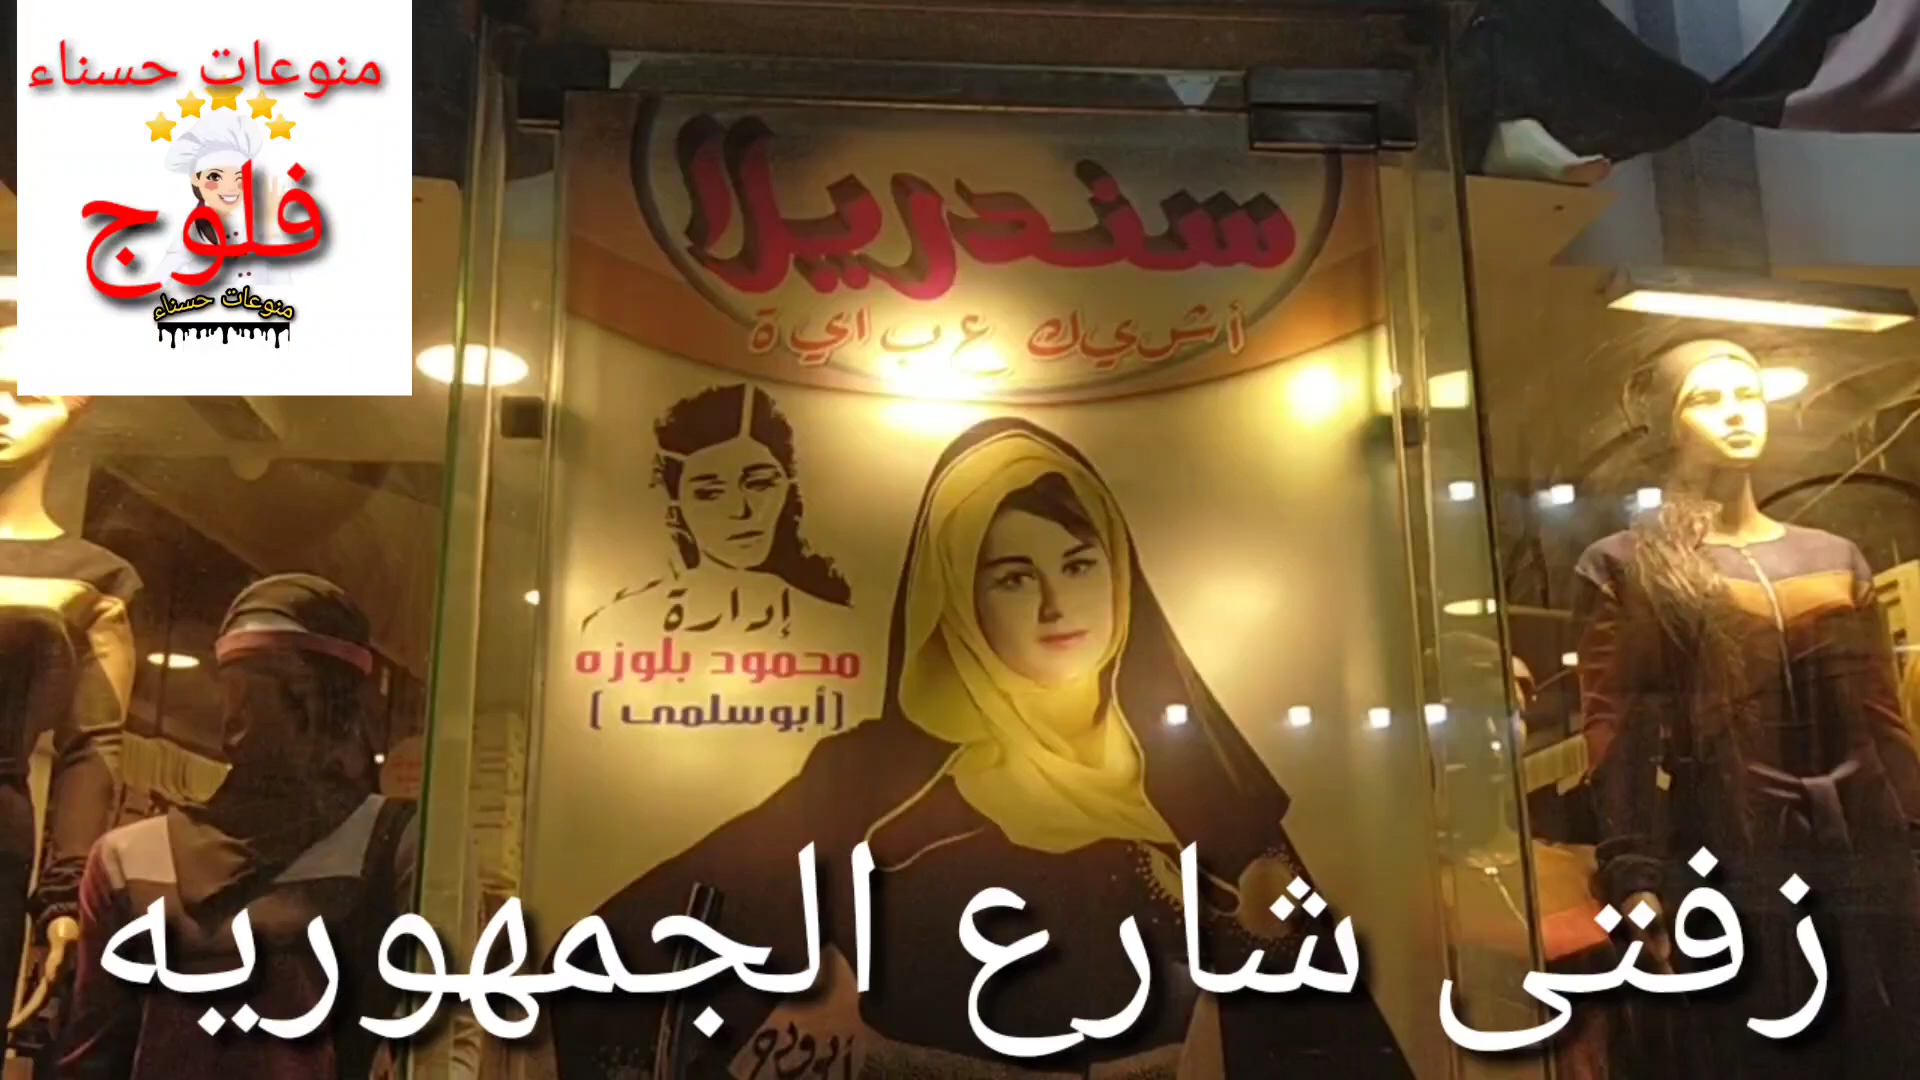 منوعات حسناء
فلوج
منوعات حسناء
سندريلا
أشيك عباية
إدارة
محمود بلوزه
(أبوسلمى)
زفتى شارع الجمهوريه